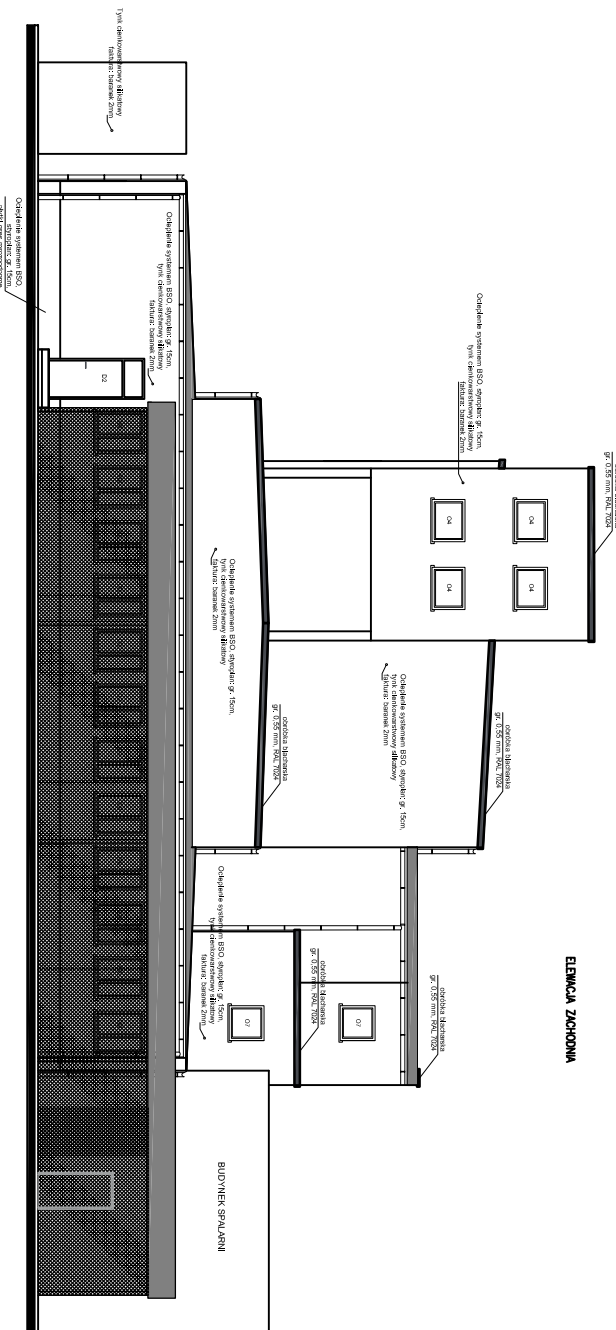 ELEWACJA ZACHODNIA
gr. 0,55 mm, RAL 7024
obróbka blacharska
gr. 0,55 mm, RAL 7024
obróbka blacharska
gr. 0,55 mm, RAL 7024
Ocieplenie systemem BSO, styropian: gr. 15cm,
tynk cienkowarstwowy silikatowy
faktura: baranek 2mm
O4
O4
O4
O4
Ocieplenie systemem BSO, styropian: gr. 15cm,
tynk cienkowarstwowy silikatowy
faktura: baranek 2mm
obróbka blacharska
gr. 0,55 mm, RAL 7024
obróbka blacharska
gr. 0,55 mm, RAL 7024
O7
O7
Ocieplenie systemem BSO, styropian: gr. 15cm,
tynk cienkowarstwowy silikatowy
faktura: baranek 2mm
Ocieplenie systemem BSO, styropian: gr. 15cm,
tynk cienkowarstwowy silikatowy
faktura: baranek 2mm
Ocieplenie systemem BSO, styropian: gr. 15cm,
tynk cienkowarstwowy silikatowy
faktura: baranek 2mm
BUDYNEK SPALARNI
Tynk cienkowarstwowy silikatowy
faktura: baranek 2mm
D2
Ocieplenie systemem BSO,
styropian: gr. 15cm,